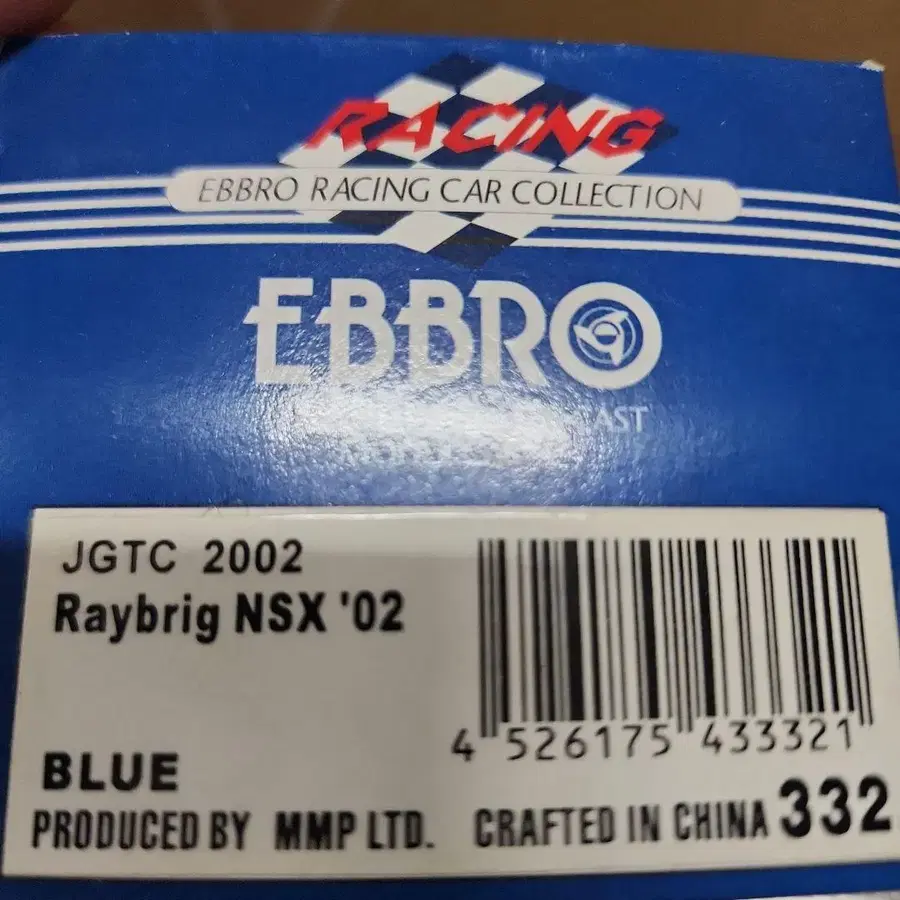 RACING
EBBRO RACING CAR COLLECTION
EBBRO
JGTC 2002
Raybrig NSX '02
4 526175 433321
BLUE
PRODUCED BY MMP LTD. CRAFTED IN CHINA 332